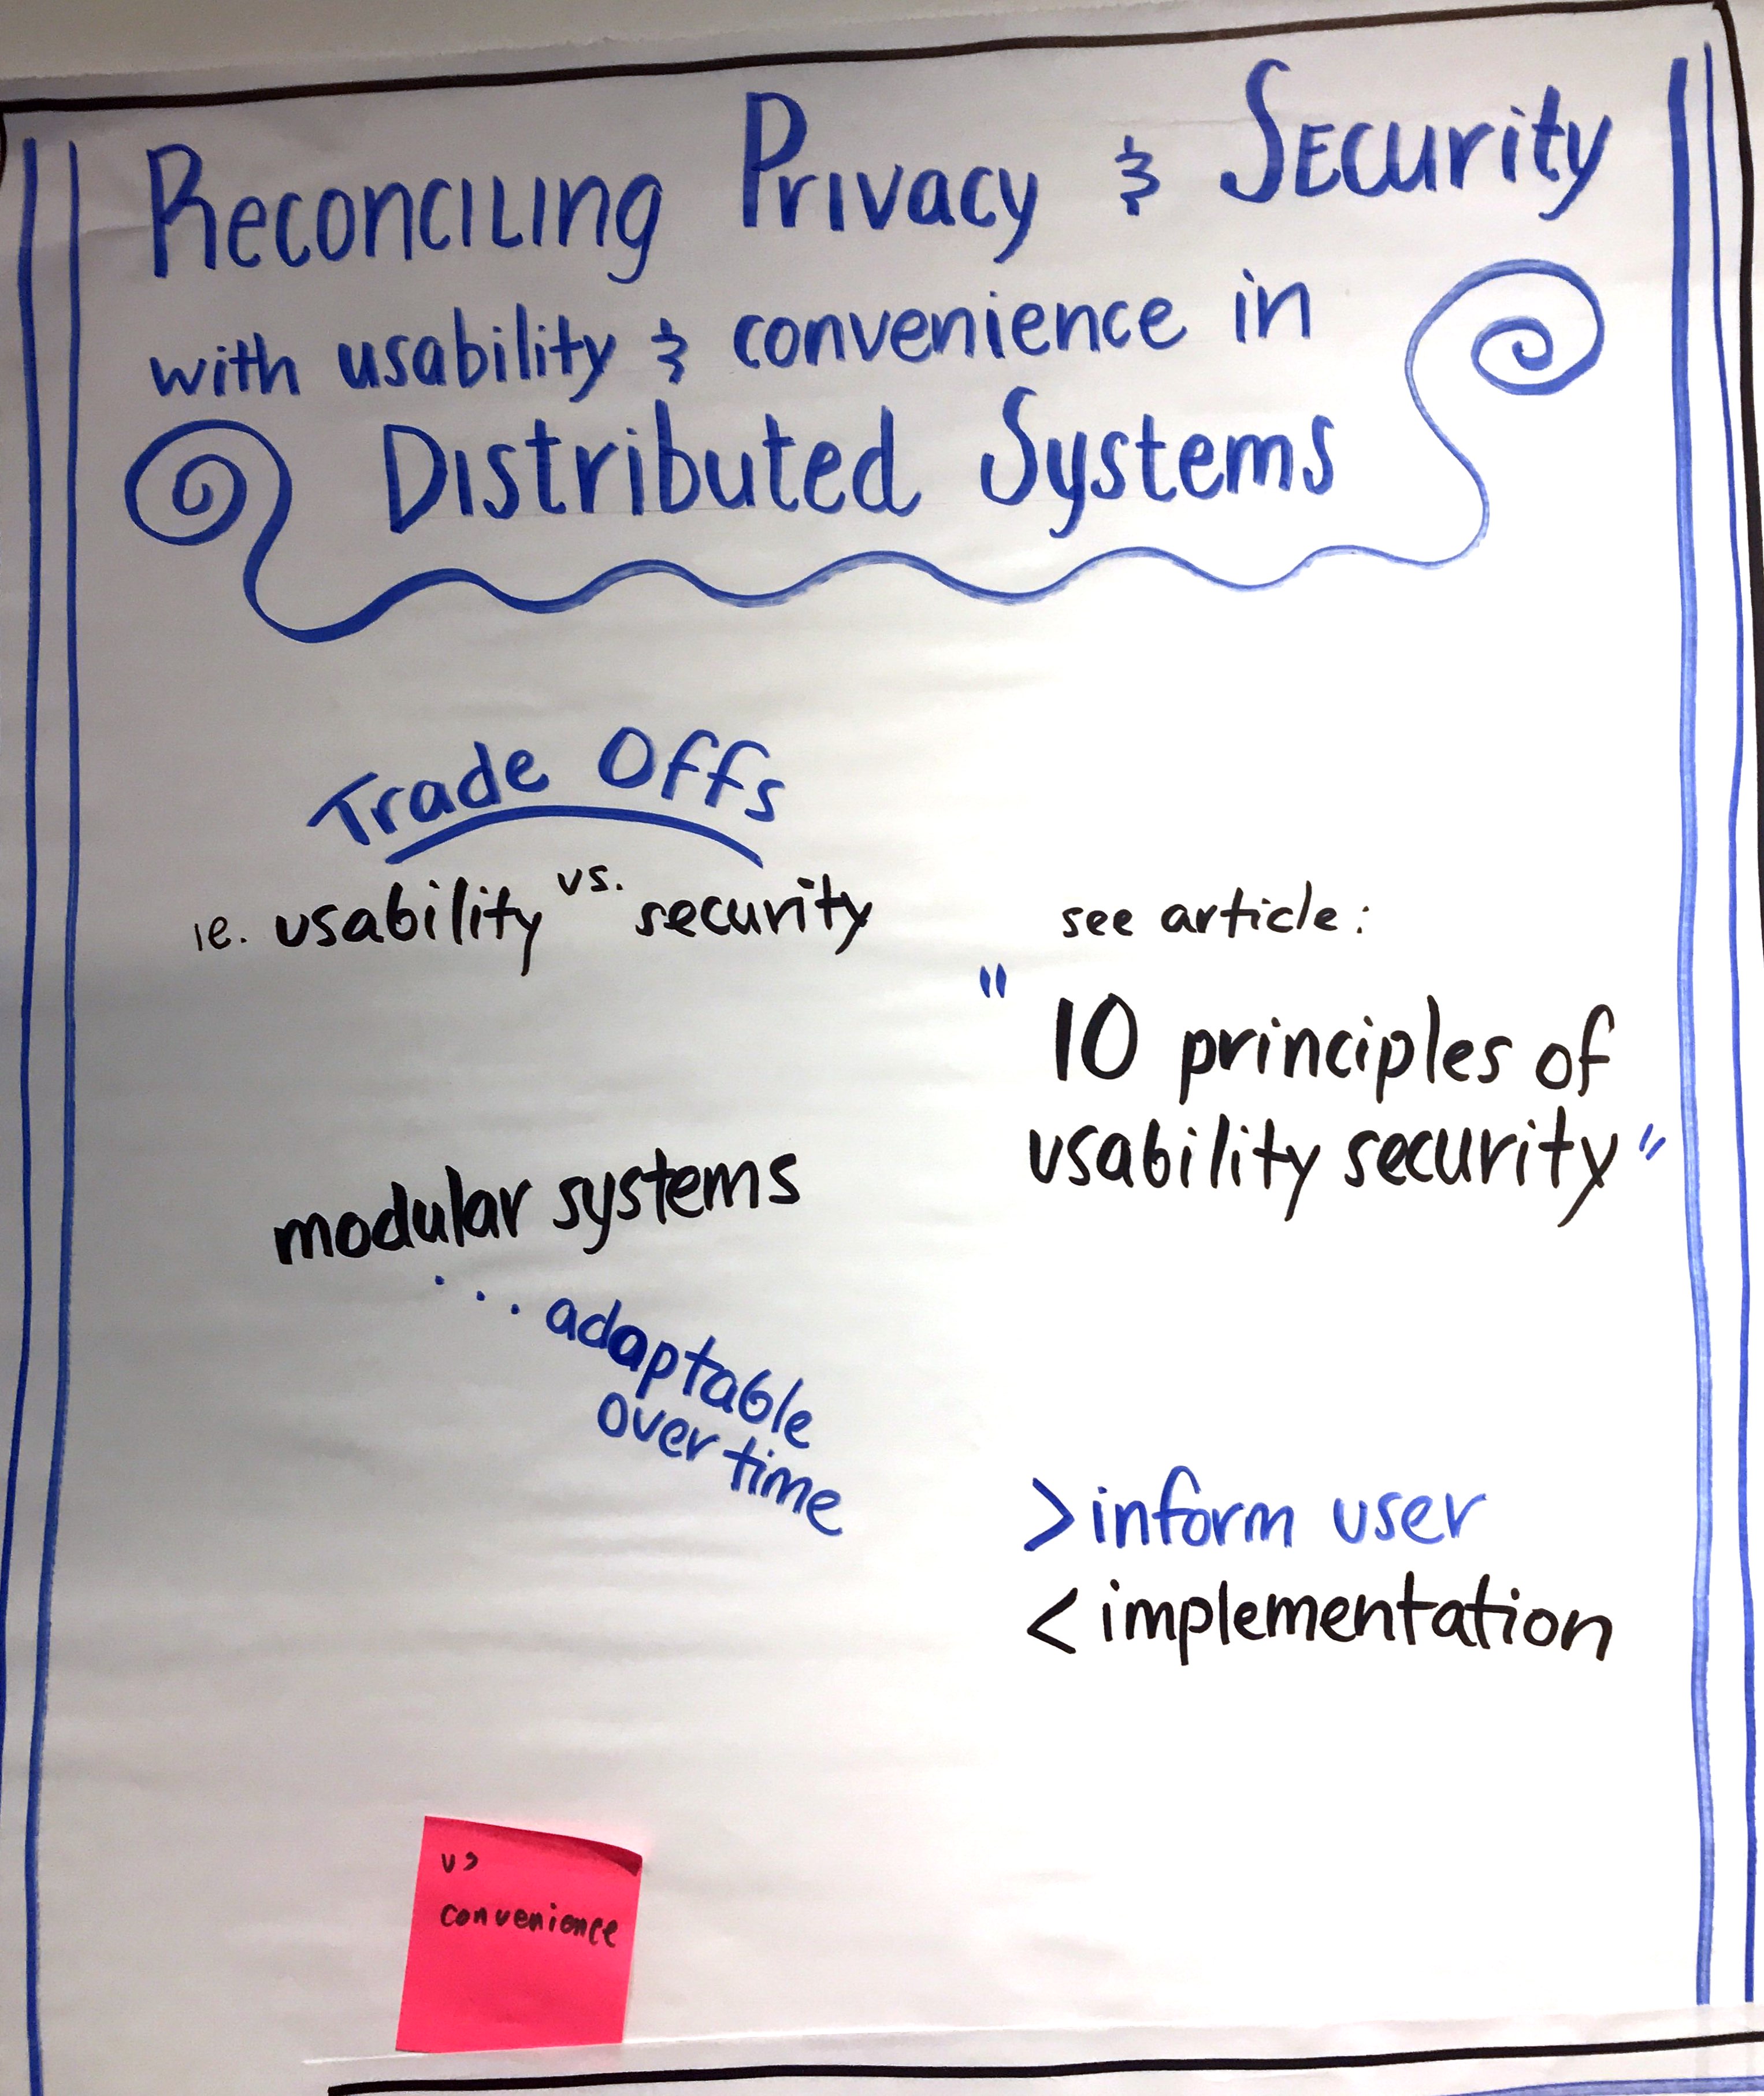 Reconciling Privacy & Security
with usability & convenience in
Distributed Systems
Trade Offs
ie. usability vs. security
modular systems
... adaptable
over time
see article:
"10 principles of
usability security"
> inform user
< implementation
convenience